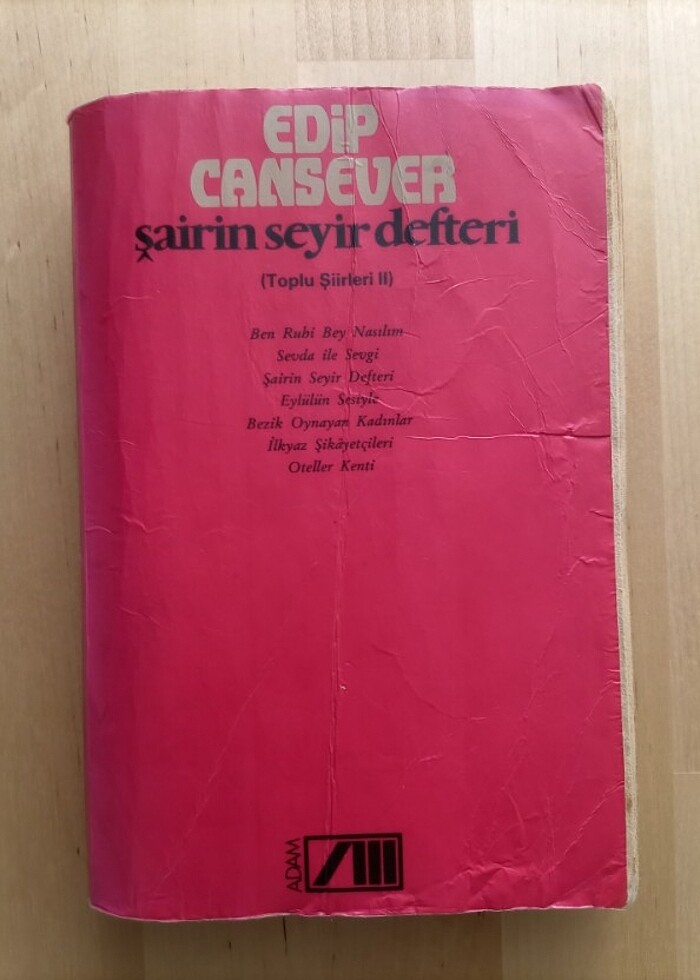 EDİP
CANSEVER
şairin seyir defteri
(Toplu Şiirleri II)
Ben Ruhi Bey Nasılım
Sevda ile Sevgi
Şairin Seyir Defteri
Eylülün Sesiyle
Bezik Oynayan Kadınlar
İlkyaz Şikâyetçileri
Oteller Kenti
ADAM